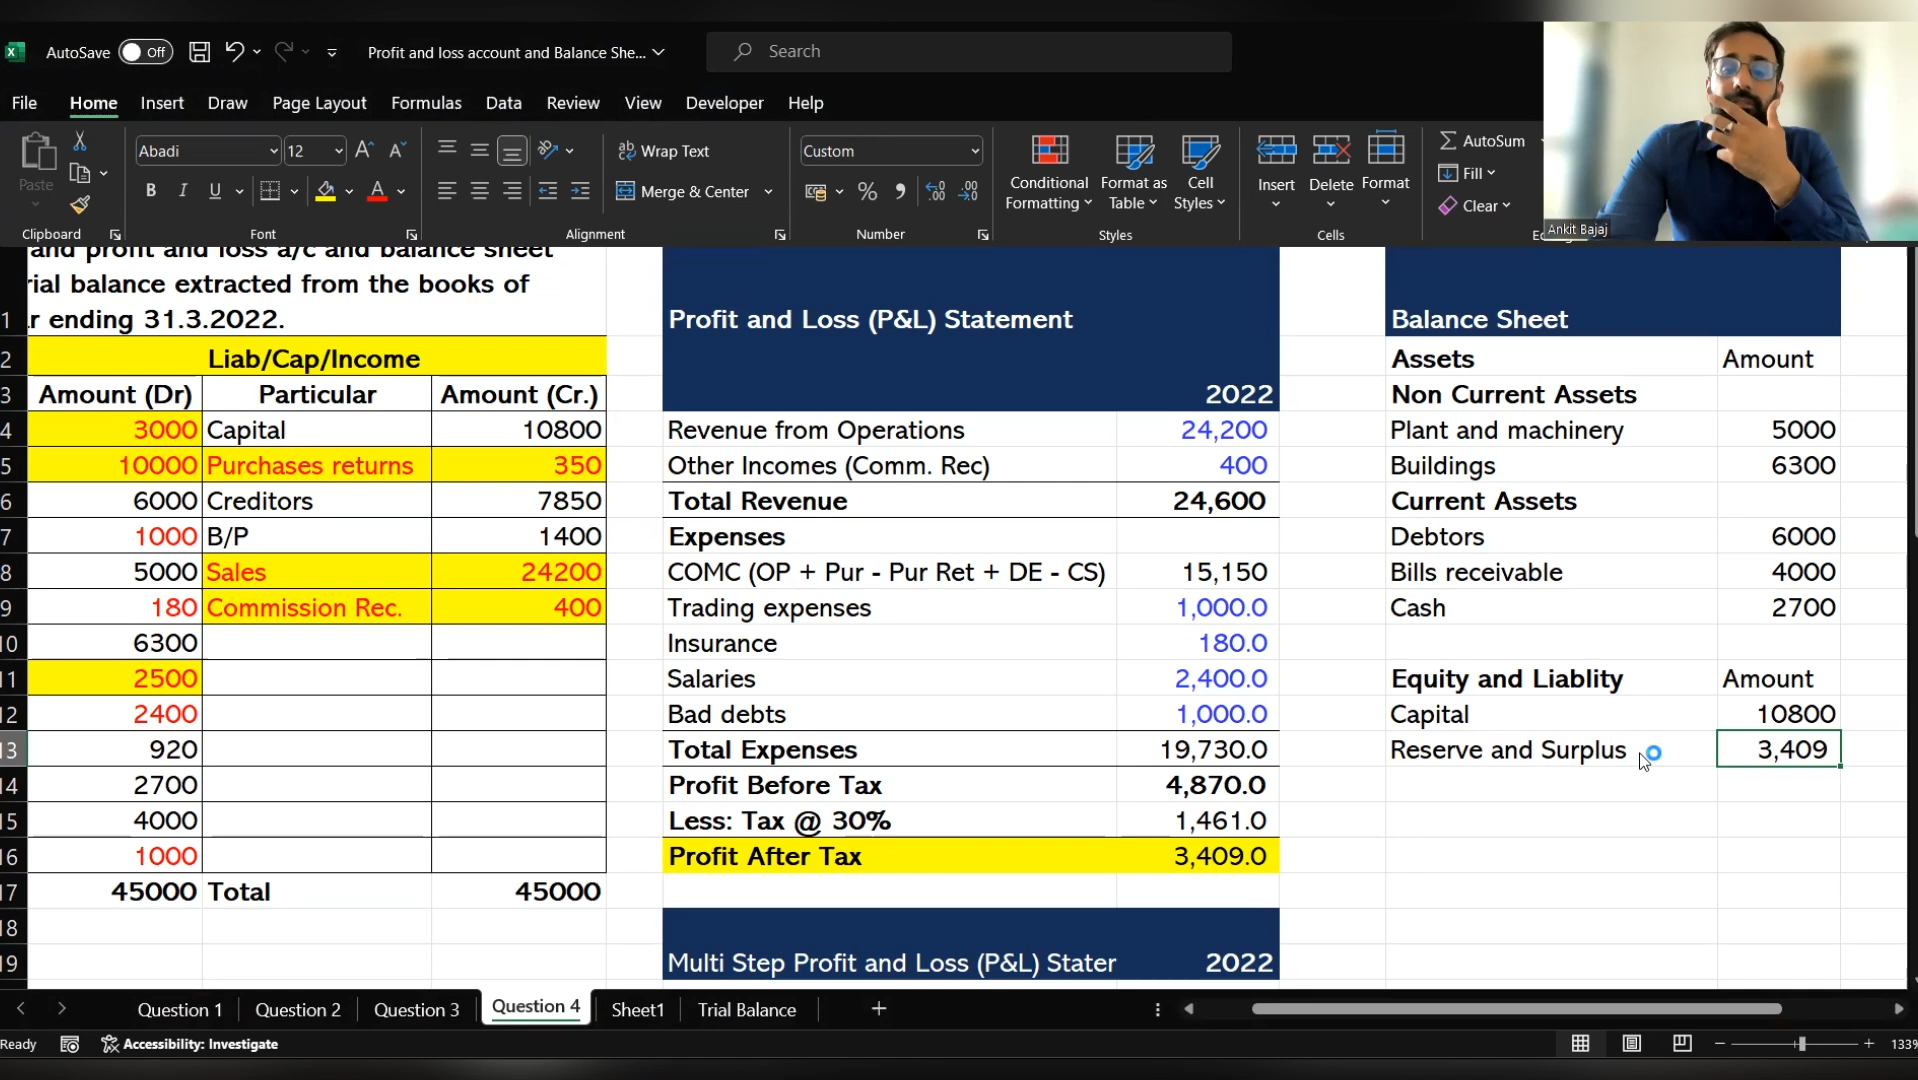 AutoSave Off Profit and loss account and Balance She... Search
File Home Insert Draw Page Layout Formulas Data Review View Developer Help
Paste
Clipboard
Abadi 12
B I U
Font
Wrap Text
Merge & Center
Alignment
Custom
Number
Conditional Formatting
Format as Table
Cell Styles
Styles
Insert Delete Format
Cells
AutoSum
Fill
Clear
Ankit Bajaj
and profit and loss a/c and balance sheet
rial balance extracted from the books of
r ending 31.3.2022.
Liab/Cap/Income
Amount (Dr) Particular Amount (Cr.)
3000 Capital 10800
10000 Purchases returns 350
6000 Creditors 7850
1000 B/P 1400
5000 Sales 24200
180 Commission Rec. 400
6300
2500
2400
920
2700
4000
1000
45000 Total 45000
Profit and Loss (P&L) Statement
2022
Revenue from Operations 24,200
Other Incomes (Comm. Rec) 400
Total Revenue 24,600
Expenses
COMC (OP + Pur - Pur Ret + DE - CS) 15,150
Trading expenses 1,000.0
Insurance 180.0
Salaries 2,400.0
Bad debts 1,000.0
Total Expenses 19,730.0
Profit Before Tax 4,870.0
Less: Tax @ 30% 1,461.0
Profit After Tax 3,409.0
Multi Step Profit and Loss (P&L) Stater 2022
Balance Sheet
Assets Amount
Non Current Assets
Plant and machinery 5000
Buildings 6300
Current Assets
Debtors 6000
Bills receivable 4000
Cash 2700
Equity and Liablity Amount
Capital 10800
Reserve and Surplus 3,409
Question 1 Question 2 Question 3 Question 4 Sheet1 Trial Balance
Ready Accessibility: Investigate 133%